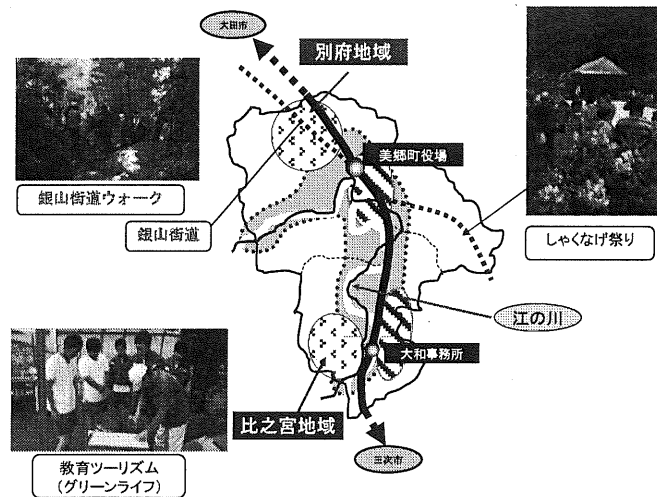 大田市
別府地域
美郷町役場
銀山街道ウォーク
銀山街道
しゃくなげ祭り
江の川
大和事務所
比之宮地域
三次市
教育ツーリズム
(グリーンライフ)